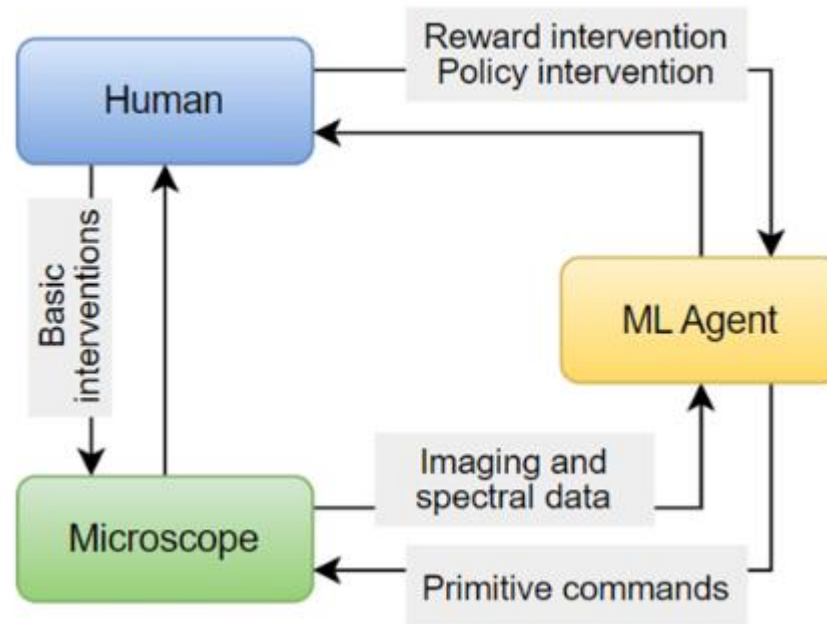 Reward intervention
Policy intervention
Human
Basic
interventions
ML Agent
Imaging and
spectral data
Microscope
Primitive commands